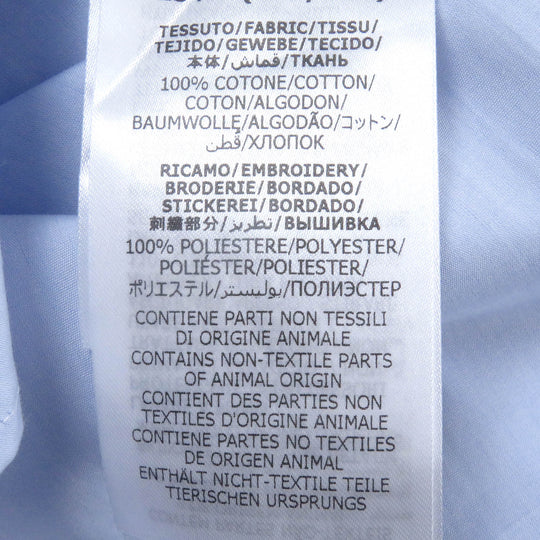 TESSUTO/FABRIC/TISSU/
TEJIDO/GEWEBE/TECIDO/
本体/قماش/ТКАНЬ
100% COTONE/COTTON/
COTON/ALGODON/
BAUMWOLLE/ALGODÃO/コットン/
قطن/ХЛОПОК
RICAMO/EMBROIDERY/
BRODERIE/BORDADO/
STICKEREI/BORDADO/
刺繍部分/تطريز/ВЫШИВКА
100% POLIESTERE/POLYESTER/
POLIÉSTER/POLIESTER/
ポリエステル/بوليستر/ПОЛИЭСТЕР
CONTIENE PARTI NON TESSILI
DI ORIGINE ANIMALE
CONTAINS NON-TEXTILE PARTS
OF ANIMAL ORIGIN
CONTIENT DES PARTIES NON
TEXTILES D'ORIGINE ANIMALE
CONTIENE PARTES NO TEXTILES
DE ORIGEN ANIMAL
ENTHÄLT NICHT-TEXTILE TEILE
TIERISCHEN URSPRUNGS